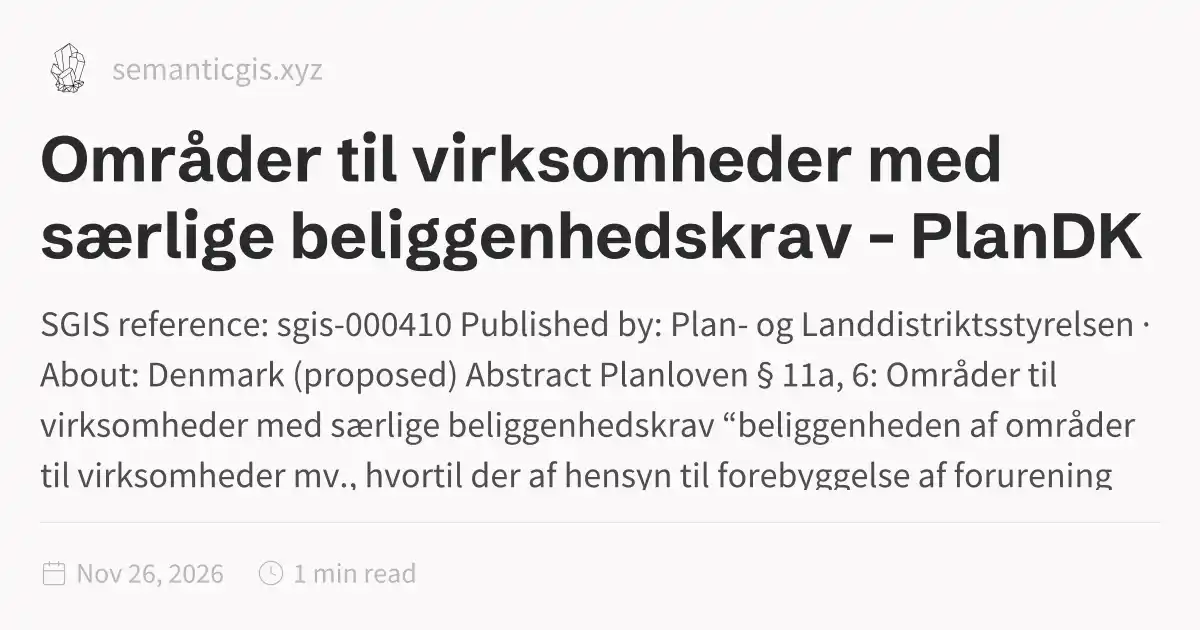 semanticgis.xyz
Områder til virksomheder med
særlige beliggenhedskrav - PlanDK
SGIS reference: sgis-000410 Published by: Plan- og Landdistriktsstyrelsen ·
About: Denmark (proposed) Abstract Planloven § 11a, 6: Områder til
virksomheder med særlige beliggenhedskrav “beliggenheden af områder
til virksomheder mv., hvortil der af hensyn til forebyggelse af forurening
Nov 26, 2026
1 min read